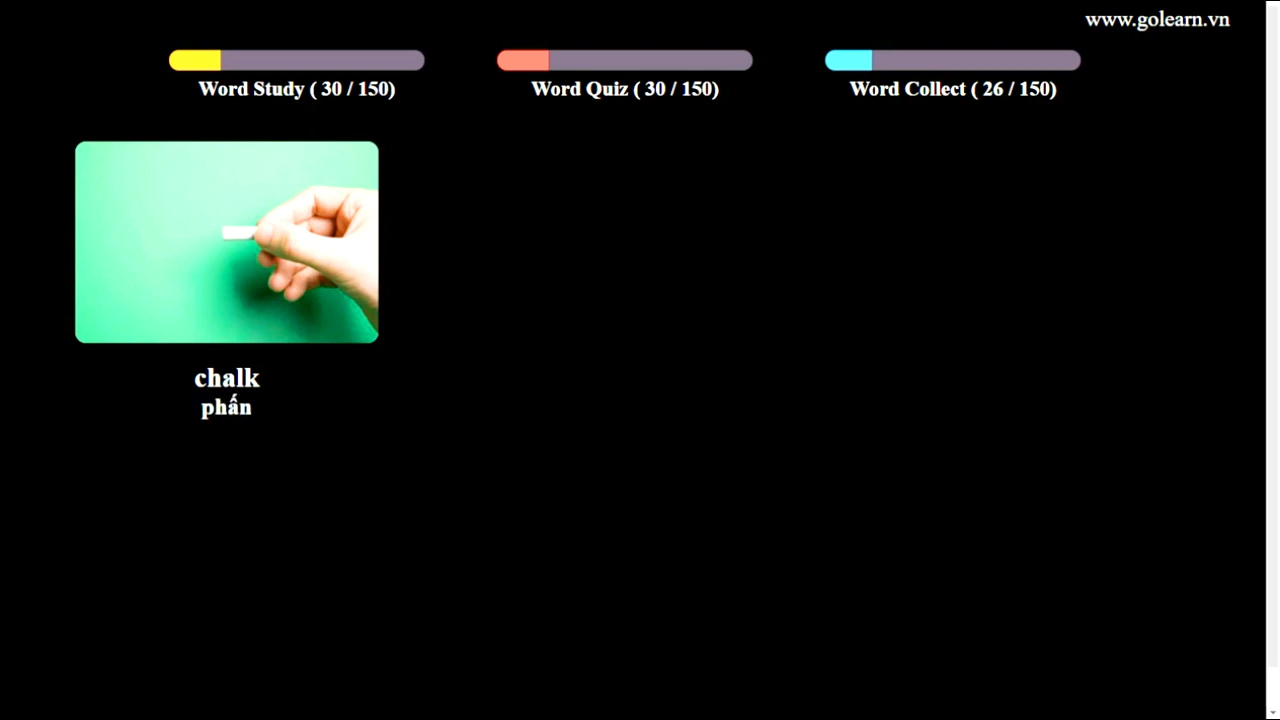 www.golearn.vn
Word Study ( 30 / 150)
Word Quiz ( 30 / 150)
Word Collect ( 26 / 150)
chalk
phấn